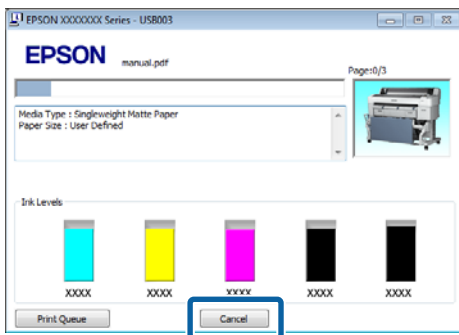 EPSON XXXXXXX Series - USB003
EPSON
manual.pdf
Page:0/3
Media Type : Singleweight Matte Paper
Paper Size : User Defined
Ink Levels
XXXX XXXX XXXX XXXX XXXX
Print Queue Cancel